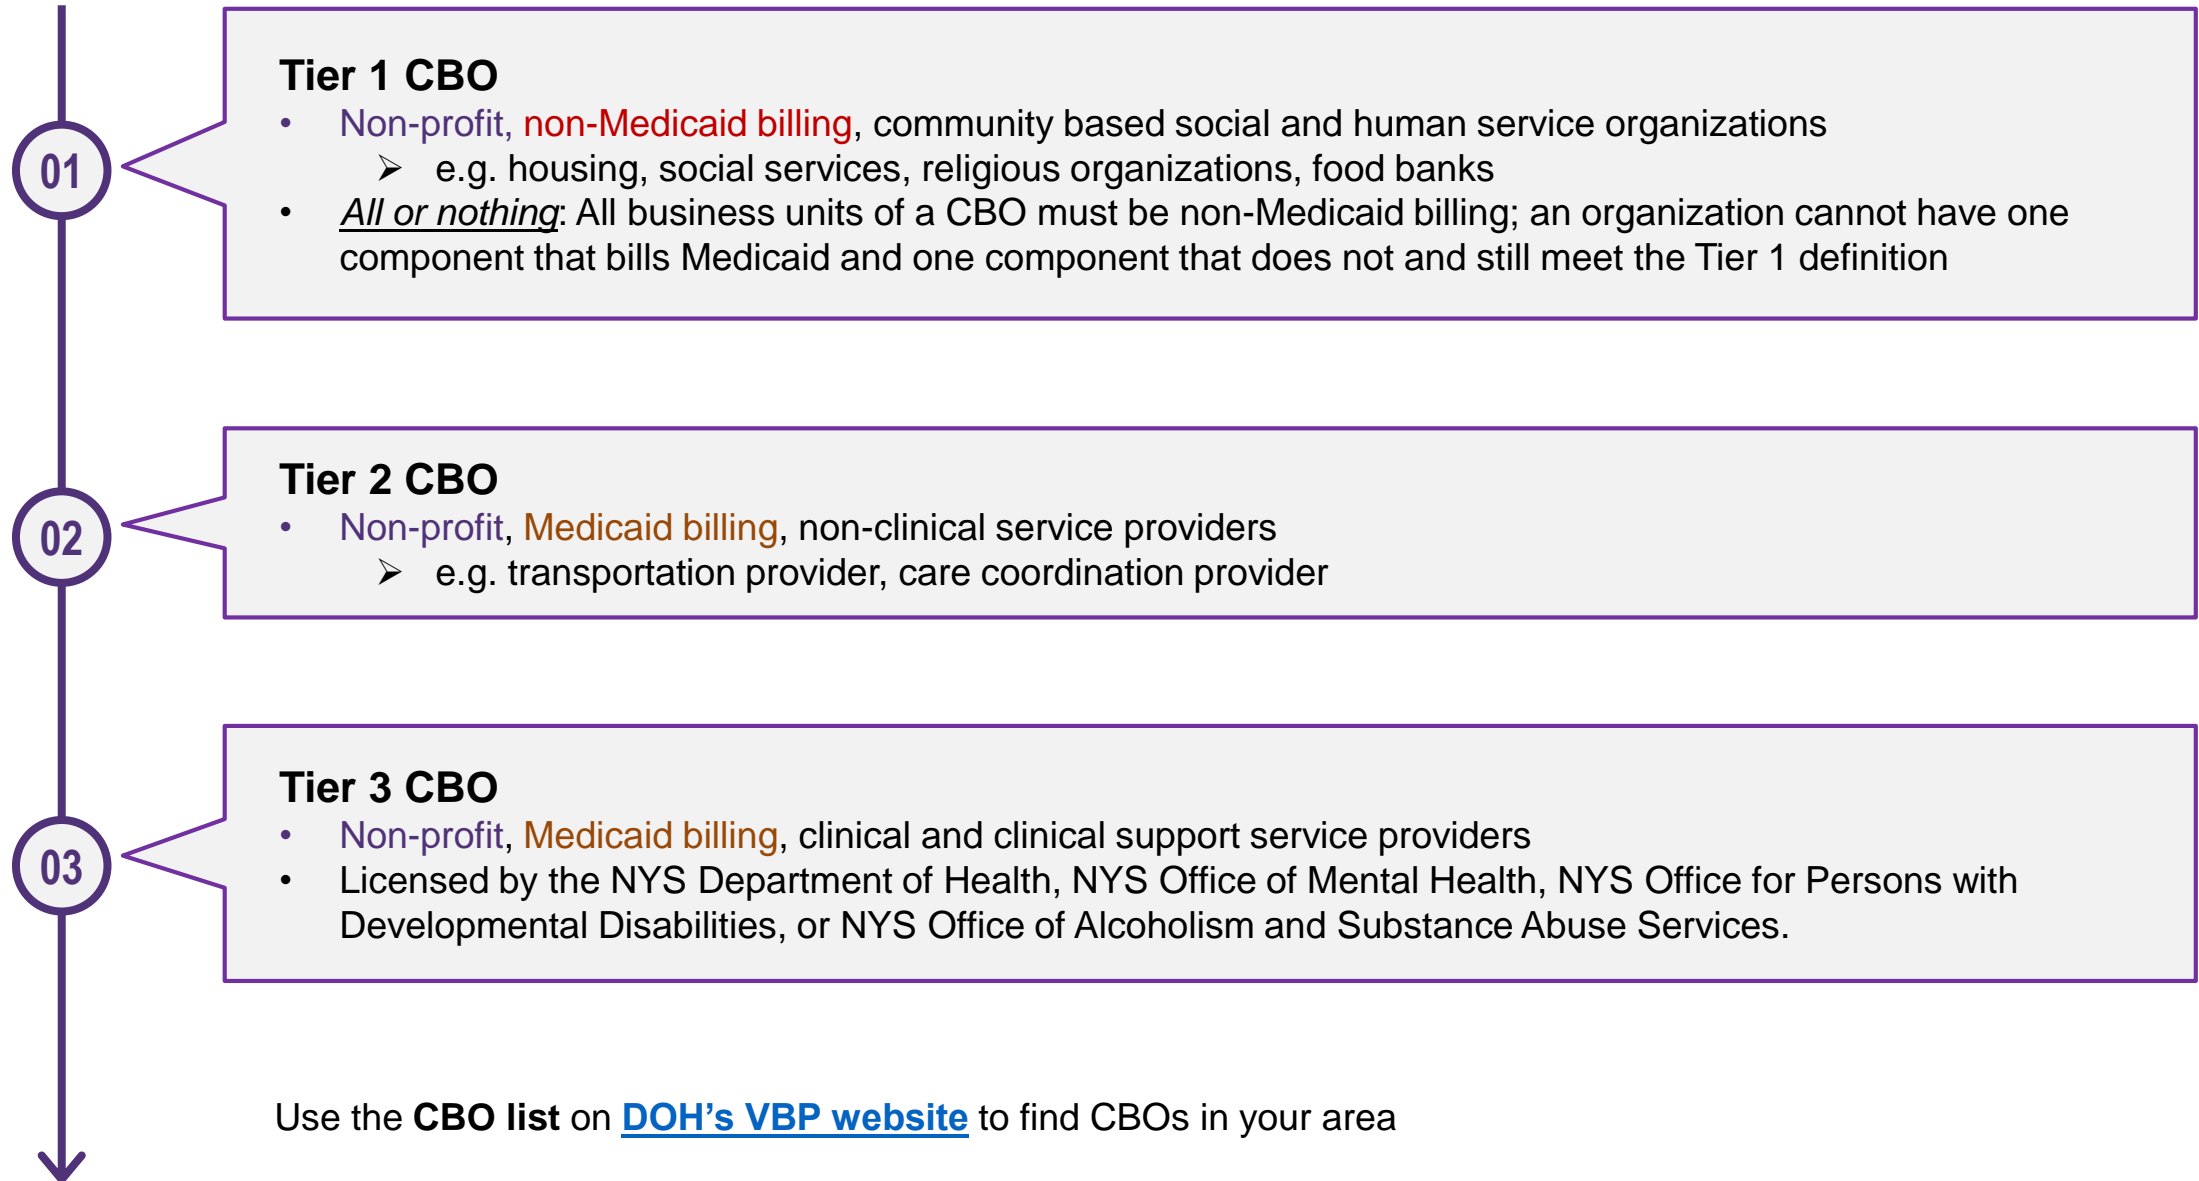 01
Tier 1 CBO
• Non-profit, non-Medicaid billing, community based social and human service organizations
➢ e.g. housing, social services, religious organizations, food banks
• All or nothing: All business units of a CBO must be non-Medicaid billing; an organization cannot have one
component that bills Medicaid and one component that does not and still meet the Tier 1 definition
02
Tier 2 CBO
• Non-profit, Medicaid billing, non-clinical service providers
➢ e.g. transportation provider, care coordination provider
03
Tier 3 CBO
• Non-profit, Medicaid billing, clinical and clinical support service providers
• Licensed by the NYS Department of Health, NYS Office of Mental Health, NYS Office for Persons with
Developmental Disabilities, or NYS Office of Alcoholism and Substance Abuse Services.
Use the CBO list on DOH’s VBP website to find CBOs in your area